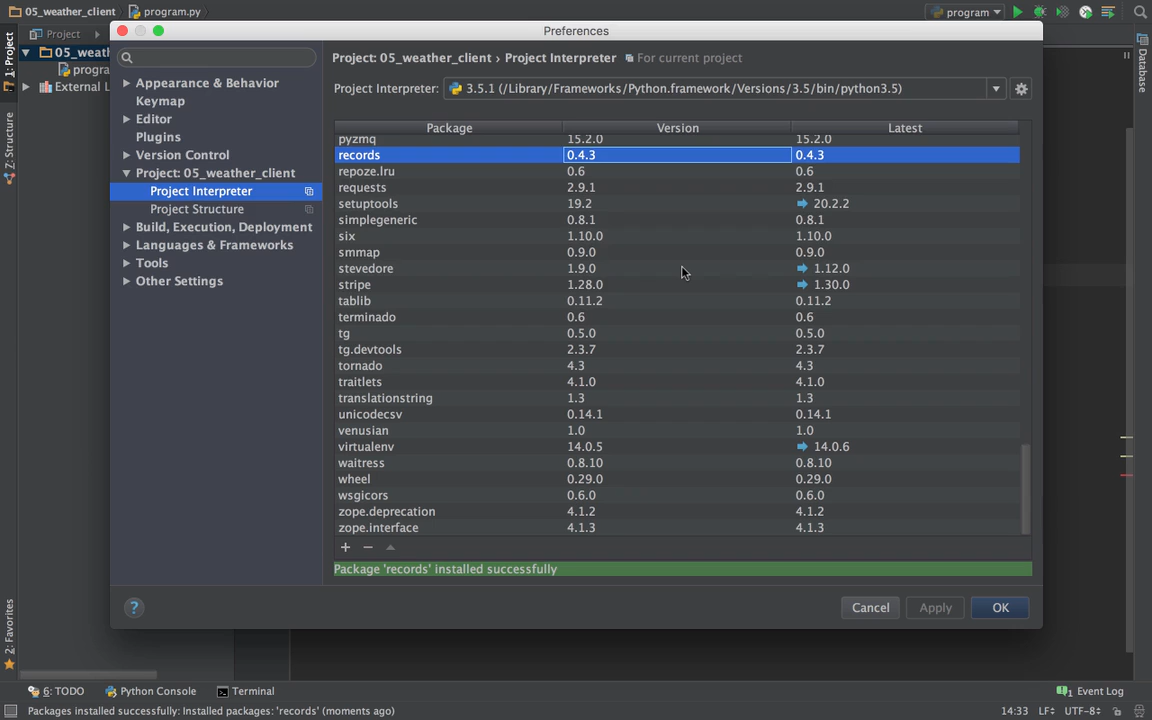 05_weather_client
program.py
program
Preferences
1: Project
Project
05_weath
progra
External L
Z: Structure
2: Favorites
Database
Appearance & Behavior
Keymap
Editor
Plugins
Version Control
Project: 05_weather_client
Project Interpreter
Project Structure
Build, Execution, Deployment
Languages & Frameworks
Tools
Other Settings
Project: 05_weather_client › Project Interpreter For current project
Project Interpreter: 3.5.1 (/Library/Frameworks/Python.framework/Versions/3.5/bin/python3.5)
Package Version Latest
pyzmq 15.2.0 15.2.0
records 0.4.3 0.4.3
repoze.lru 0.6 0.6
requests 2.9.1 2.9.1
setuptools 19.2 20.2.2
simplegeneric 0.8.1 0.8.1
six 1.10.0 1.10.0
smmap 0.9.0 0.9.0
stevedore 1.9.0 1.12.0
stripe 1.28.0 1.30.0
tablib 0.11.2 0.11.2
terminado 0.6 0.6
tg 0.5.0 0.5.0
tg.devtools 2.3.7 2.3.7
tornado 4.3 4.3
traitlets 4.1.0 4.1.0
translationstring 1.3 1.3
unicodecsv 0.14.1 0.14.1
venusian 1.0 1.0
virtualenv 14.0.5 14.0.6
waitress 0.8.10 0.8.10
wheel 0.29.0 0.29.0
wsgicors 0.6.0 0.6.0
zope.deprecation 4.1.2 4.1.2
zope.interface 4.1.3 4.1.3
+ −
Package 'records' installed successfully
?
Cancel Apply OK
6: TODO Python Console Terminal 1 Event Log
Packages installed successfully: Installed packages: 'records' (moments ago) 14:33 LF÷ UTF-8÷